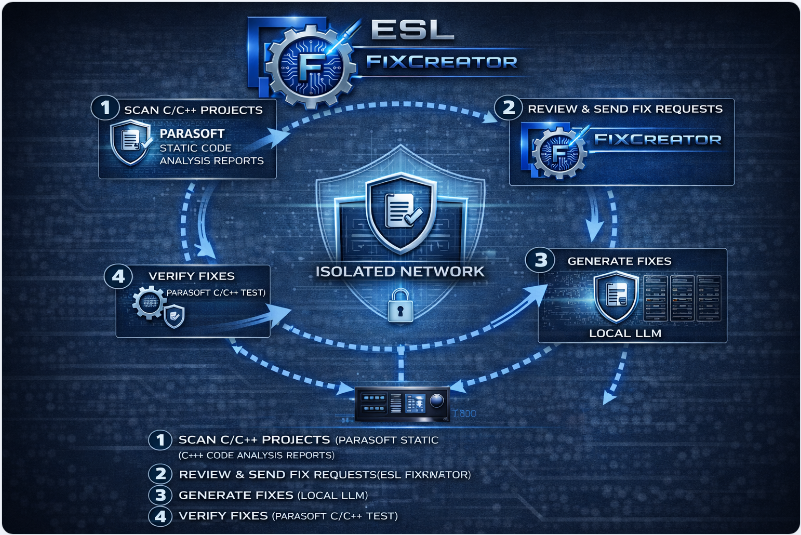 ESL
FIXCREATOR
1 SCAN C/C++ PROJECTS
PARASOFT
STATIC CODE
ANALYSIS REPORTS
2 REVIEW & SEND FIX REQUESTS
F
FIXCREATOR
ISOLATED NETWORK
3 GENERATE FIXES
LOCAL LLM
4 VERIFY FIXES
PARASOFT C/C++ TEST)
1 SCAN C/C++ PROJECTS (PARASOFT STATIC
(C++ CODE ANALYSIS REPORTS)
2 REVIEW & SEND FIX REQUESTS(ESL
3 GENERATE FIXES (LOCAL LLM)
4 VERIFY FIXES (PARASOFT C/C++ TEST)